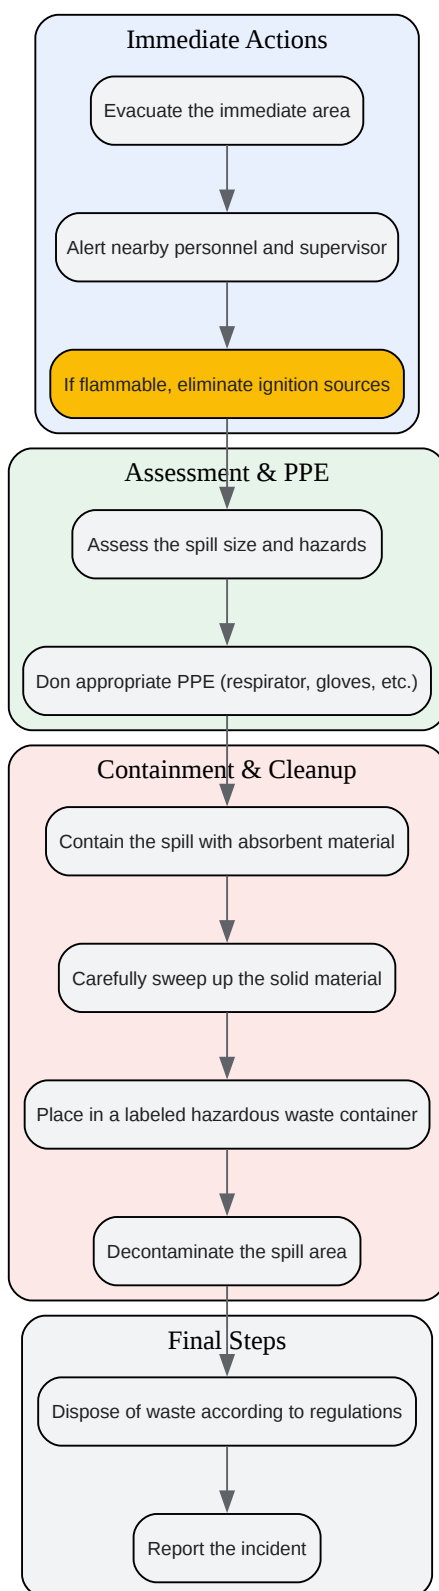 Immediate Actions
Evacuate the immediate area
Alert nearby personnel and supervisor
If flammable, eliminate ignition sources
Assessment & PPE
Assess the spill size and hazards
Don appropriate PPE (respirator, gloves, etc.)
Containment & Cleanup
Contain the spill with absorbent material
Carefully sweep up the solid material
Place in a labeled hazardous waste container
Decontaminate the spill area
Final Steps
Dispose of waste according to regulations
Report the incident